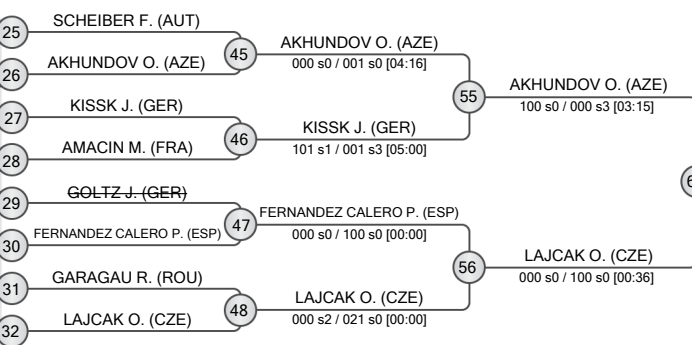 25
SCHEIBER F. (AUT)
26
AKHUNDOV O. (AZE)
45
AKHUNDOV O. (AZE)
000 s0 / 001 s0 [04:16]
27
KISSK J. (GER)
28
AMACIN M. (FRA)
46
KISSK J. (GER)
101 s1 / 001 s3 [05:00]
55
AKHUNDOV O. (AZE)
100 s0 / 000 s3 [03:15]
29
GOLTZ J. (GER)
30
FERNANDEZ CALERO P. (ESP)
47
FERNANDEZ CALERO P. (ESP)
000 s0 / 100 s0 [00:00]
31
GARAGAU R. (ROU)
32
LAJCAK O. (CZE)
48
LAJCAK O. (CZE)
000 s2 / 021 s0 [00:00]
56
LAJCAK O. (CZE)
000 s0 / 100 s0 [00:36]